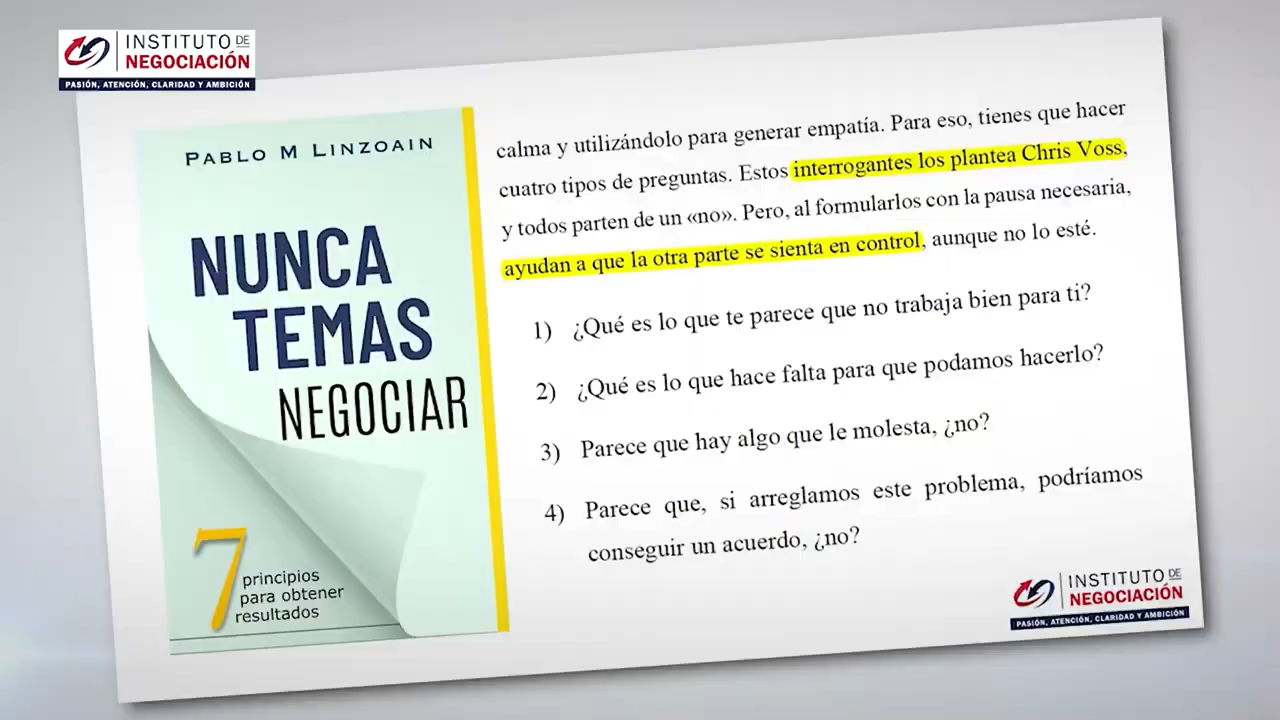 INSTITUTO DE
NEGOCIACIÓN
PASIÓN, ATENCIÓN, CLARIDAD Y AMBICIÓN
PABLO M LINZOAIN
NUNCA
TEMAS
NEGOCIAR
7
principios
para obtener
resultados
calma y utilizándolo para generar empatía. Para eso, tienes que hacer
cuatro tipos de preguntas. Estos interrogantes los plantea Chris Voss,
y todos parten de un «no». Pero, al formularlos con la pausa necesaria,
ayudan a que la otra parte se sienta en control, aunque no lo esté.
1) ¿Qué es lo que te parece que no trabaja bien para ti?
2) ¿Qué es lo que hace falta para que podamos hacerlo?
3) Parece que hay algo que le molesta, ¿no?
4) Parece que, si arreglamos este problema, podríamos
conseguir un acuerdo, ¿no?
INSTITUTO DE
NEGOCIACIÓN
PASIÓN, ATENCIÓN, CLARIDAD Y AMBICIÓN